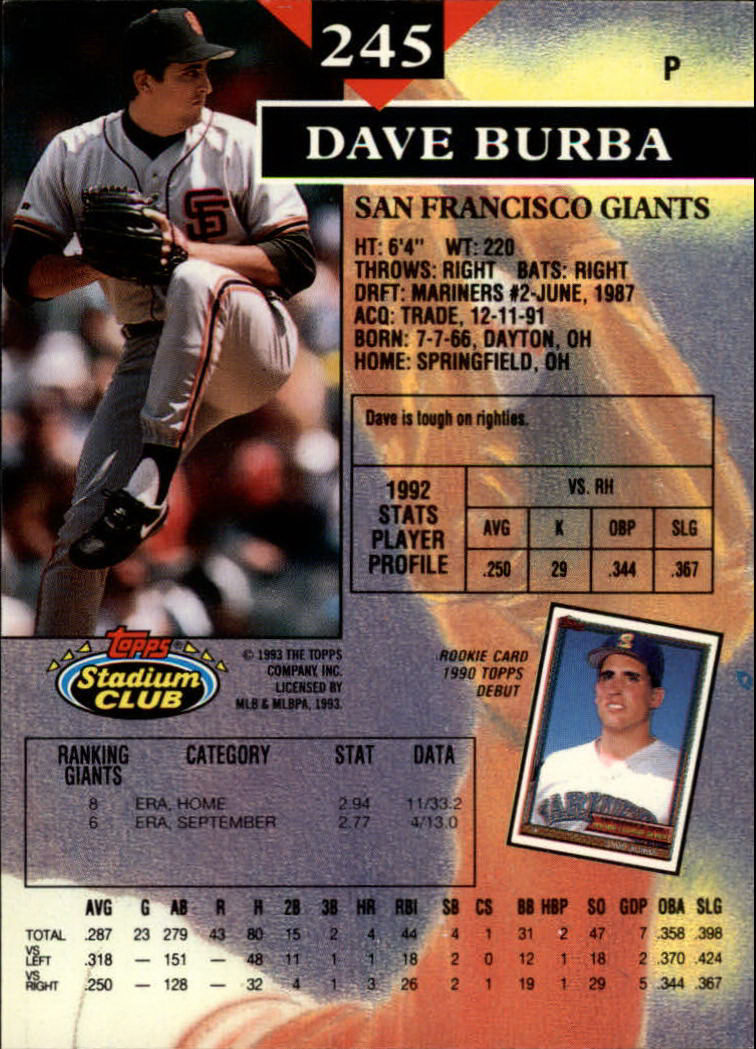 245
P
DAVE BURBA
SAN FRANCISCO GIANTS
HT: 6'4" WT: 220
THROWS: RIGHT BATS: RIGHT
DRFT: MARINERS #2-JUNE, 1987
ACQ: TRADE, 12-11-91
BORN: 7-7-66, DAYTON, OH
HOME: SPRINGFIELD, OH
Dave is tough on righties.
1992 STATS PLAYER PROFILE
VS. RH
AVG K OBP SLG
.250 29 .344 .367
SF
Topps
Stadium
CLUB
© 1993 THE TOPPS
COMPANY, INC.
LICENSED BY
MLB & MLBPA, 1993.
ROOKIE CARD
1990 TOPPS
DEBUT
RANKING GIANTS CATEGORY STAT DATA
8 ERA, HOME 2.94 11/33.2
6 ERA, SEPTEMBER 2.77 4/13.0
AVG G AB R H 2B 3B HR RBI SB CS BB HBP SO GDP OBA SLG
TOTAL .287 23 279 43 80 15 2 4 44 4 1 31 2 47 7 .358 .398
VS LEFT .318 — 151 — 48 11 1 1 18 2 0 12 1 18 2 .370 .424
VS RIGHT .250 — 128 — 32 4 1 3 26 2 1 19 1 29 5 .344 .367